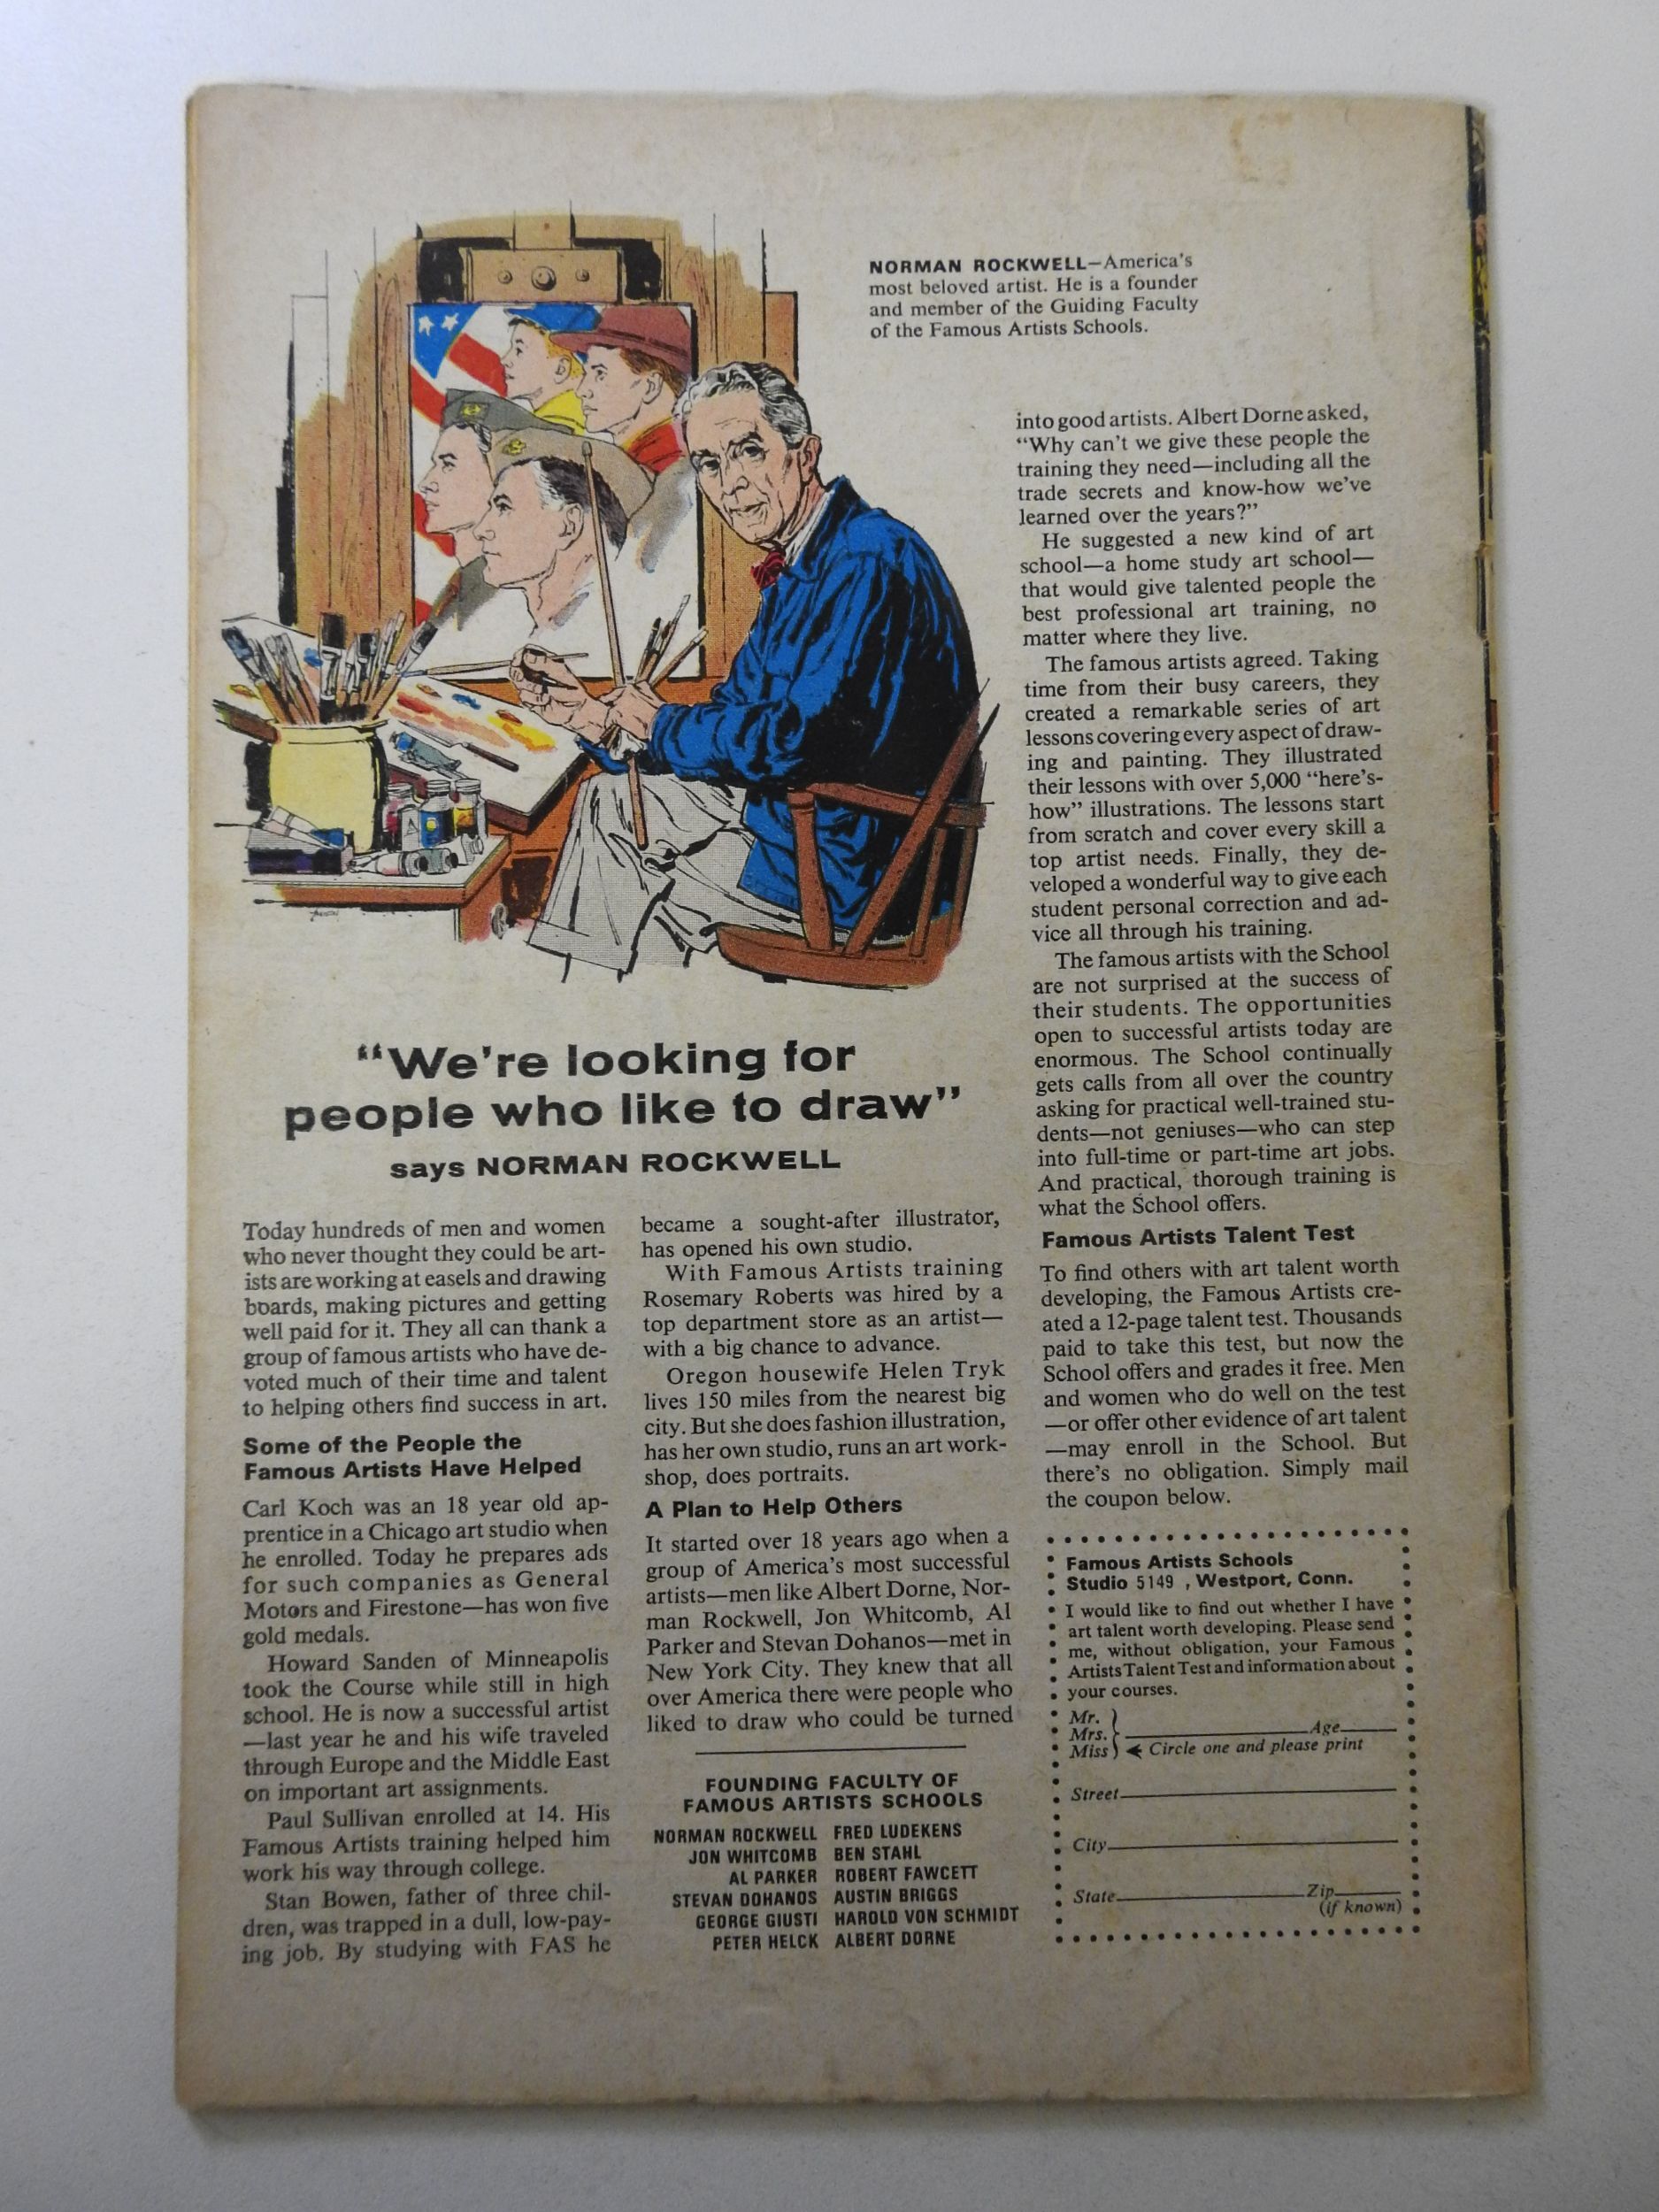 NORMAN ROCKWELL—America's
most beloved artist. He is a founder
and member of the Guiding Faculty
of the Famous Artists Schools.
"We're looking for
people who like to draw"
says NORMAN ROCKWELL
Today hundreds of men and women
who never thought they could be art-
ists are working at easels and drawing
boards, making pictures and getting
well paid for it. They all can thank a
group of famous artists who have de-
voted much of their time and talent
to helping others find success in art.
Some of the People the
Famous Artists Have Helped
Carl Koch was an 18 year old ap-
prentice in a Chicago art studio when
he enrolled. Today he prepares ads
for such companies as General
Motors and Firestone—has won five
gold medals.
Howard Sanden of Minneapolis
took the Course while still in high
school. He is now a successful artist
—last year he and his wife traveled
through Europe and the Middle East
on important art assignments.
Paul Sullivan enrolled at 14. His
Famous Artists training helped him
work his way through college.
Stan Bowen, father of three chil-
dren, was trapped in a dull, low-pay-
ing job. By studying with FAS he
became a sought-after illustrator,
has opened his own studio.
With Famous Artists training
Rosemary Roberts was hired by a
top department store as an artist—
with a big chance to advance.
Oregon housewife Helen Tryk
lives 150 miles from the nearest big
city. But she does fashion illustration,
has her own studio, runs an art work-
shop, does portraits.
A Plan to Help Others
It started over 18 years ago when a
group of America's most successful
artists—men like Albert Dorne, Nor-
man Rockwell, Jon Whitcomb, Al
Parker and Stevan Dohanos—met in
New York City. They knew that all
over America there were people who
liked to draw who could be turned
into good artists. Albert Dorne asked,
"Why can't we give these people the
training they need—including all the
trade secrets and know-how we've
learned over the years?"
He suggested a new kind of art
school—a home study art school—
that would give talented people the
best professional art training, no
matter where they live.
The famous artists agreed. Taking
time from their busy careers, they
created a remarkable series of art
lessons covering every aspect of draw-
ing and painting. They illustrated
their lessons with over 5,000 "here's-
how" illustrations. The lessons start
from scratch and cover every skill a
top artist needs. Finally, they de-
veloped a wonderful way to give each
student personal correction and ad-
vice all through his training.
The famous artists with the School
are not surprised at the success of
their students. The opportunities
open to successful artists today are
enormous. The School continually
gets calls from all over the country
asking for practical well-trained stu-
dents—not geniuses—who can step
into full-time or part-time art jobs.
And practical, thorough training is
what the School offers.
Famous Artists Talent Test
To find others with art talent worth
developing, the Famous Artists cre-
ated a 12-page talent test. Thousands
paid to take this test, but now the
School offers and grades it free. Men
and women who do well on the test
—or offer other evidence of art talent
—may enroll in the School. But
there's no obligation. Simply mail
the coupon below.
FOUNDING FACULTY OF
FAMOUS ARTISTS SCHOOLS
NORMAN ROCKWELL FRED LUDEKENS
JON WHITCOMB BEN STAHL
AL PARKER ROBERT FAWCETT
STEVAN DOHANOS AUSTIN BRIGGS
GEORGE GIUSTI HAROLD VON SCHMIDT
PETER HELCK ALBERT DORNE
Famous Artists Schools
Studio 5149 , Westport, Conn.
I would like to find out whether I have
art talent worth developing. Please send
me, without obligation, your Famous
Artists Talent Test and information about
your courses.
Mr.
Mrs. Age
Miss Circle one and please print
Street
City
State Zip
(if known)